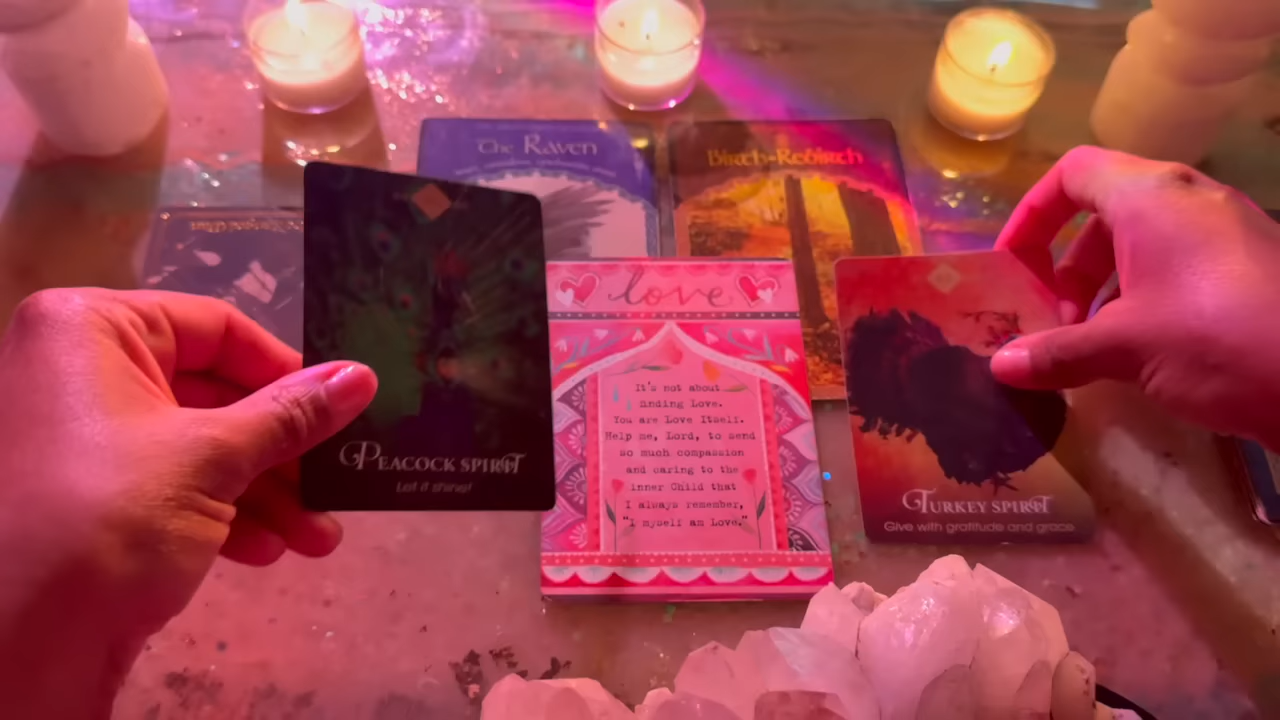 The Raven
Birch-Rebirth
love
It's not about
finding Love.
You are Love Itself.
Help me, Lord, to send
so much compassion
and caring to the
inner Child that
I always remember,
"I myself am Love."
Peacock Spirit
Let it shine!
Turkey Spirit
Give with gratitude and grace